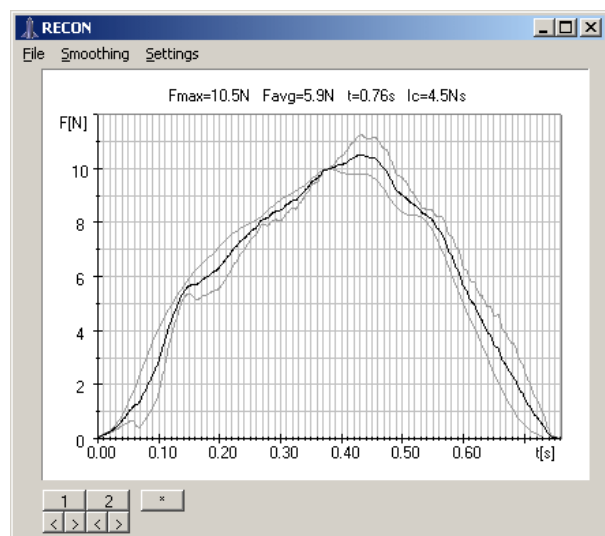 RECON
File Smoothing Settings
Fmax=10.5N Favg=5.9N t=0.76s Ic=4.5Ns
F[N]
10
8
6
4
2
0
0.00 0.10 0.20 0.30 0.40 0.50 0.60 t[s]
1 2 *
< > < >